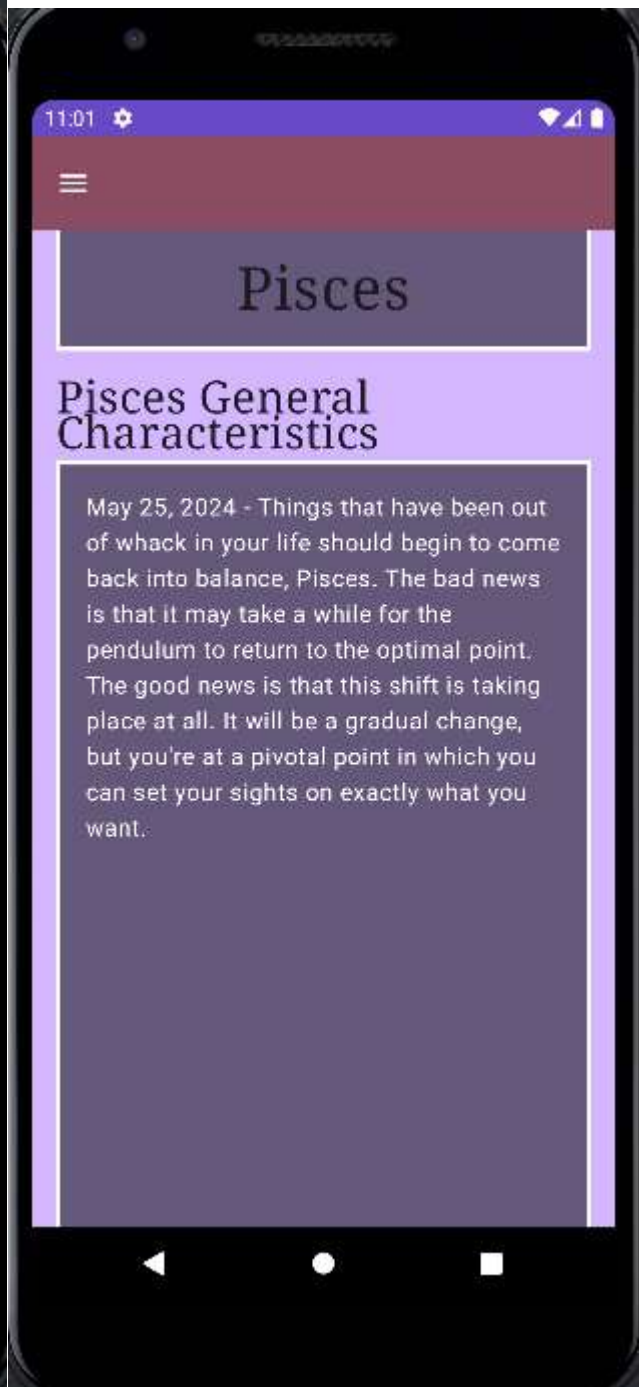 11:01
Pisces
Pisces General
Characteristics
May 25, 2024 - Things that have been out
of whack in your life should begin to come
back into balance, Pisces. The bad news
is that it may take a while for the
pendulum to return to the optimal point.
The good news is that this shift is taking
place at all. It will be a gradual change,
but you're at a pivotal point in which you
can set your sights on exactly what you
want.